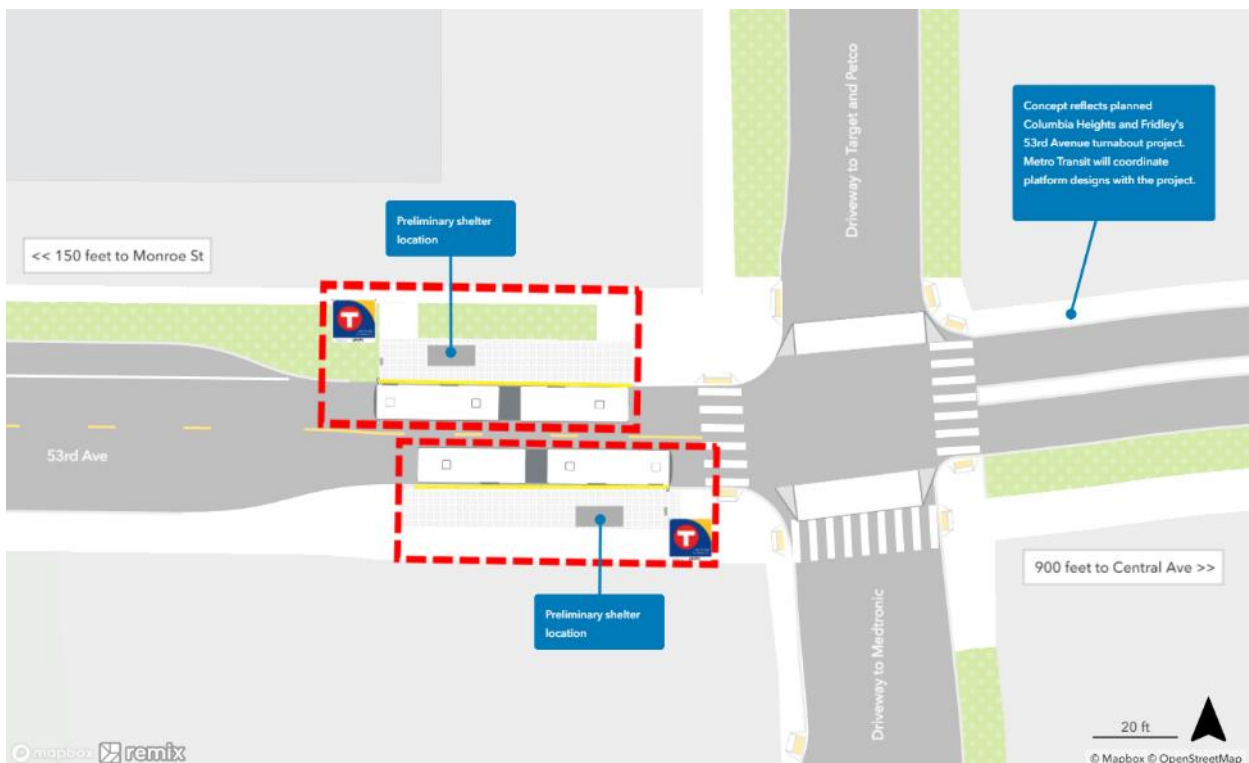 Driveway to Target and Petco
Concept reflects planned
Columbia Heights and Fridley's
53rd Avenue turnabout project.
Metro Transit will coordinate
platform designs with the project.
Preliminary shelter
location
<< 150 feet to Monroe St
T
53rd Ave
T
900 feet to Central Ave >>
Preliminary shelter
location
Driveway to Medtronic
20 ft
mapbox remix
© Mapbox © OpenStreetMap